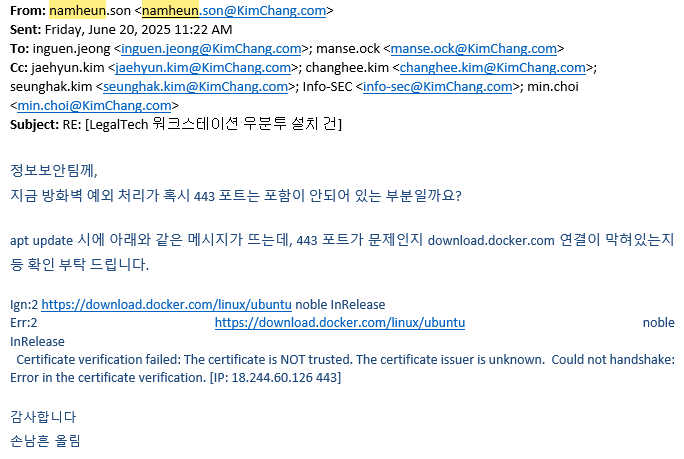 From: namheun.son <namheun.son@KimChang.com>
Sent: Friday, June 20, 2025 11:22 AM
To: inguen.jeong <inguen.jeong@KimChang.com>; manse.ock <manse.ock@KimChang.com>
Cc: jaehyun.kim <jaehyun.kim@KimChang.com>; changhee.kim <changhee.kim@KimChang.com>;
seunghak.kim <seunghak.kim@KimChang.com>; Info-SEC <info-sec@KimChang.com>; min.choi
<min.choi@KimChang.com>
Subject: RE: [LegalTech 워크스테이션 우분투 설치 건]
정보보안팀께,
지금 방화벽 예외 처리가 혹시 443 포트는 포함이 안되어 있는 부분일까요?
apt update 시에 아래와 같은 메시지가 뜨는데, 443 포트가 문제인지 download.docker.com 연결이 막혀있는지
등 확인 부탁 드립니다.
Ign:2 https://download.docker.com/linux/ubuntu noble InRelease
Err:2 https://download.docker.com/linux/ubuntu noble
InRelease
Certificate verification failed: The certificate is NOT trusted. The certificate issuer is unknown. Could not handshake:
Error in the certificate verification. [IP: 18.244.60.126 443]
감사합니다
손남흔 올림